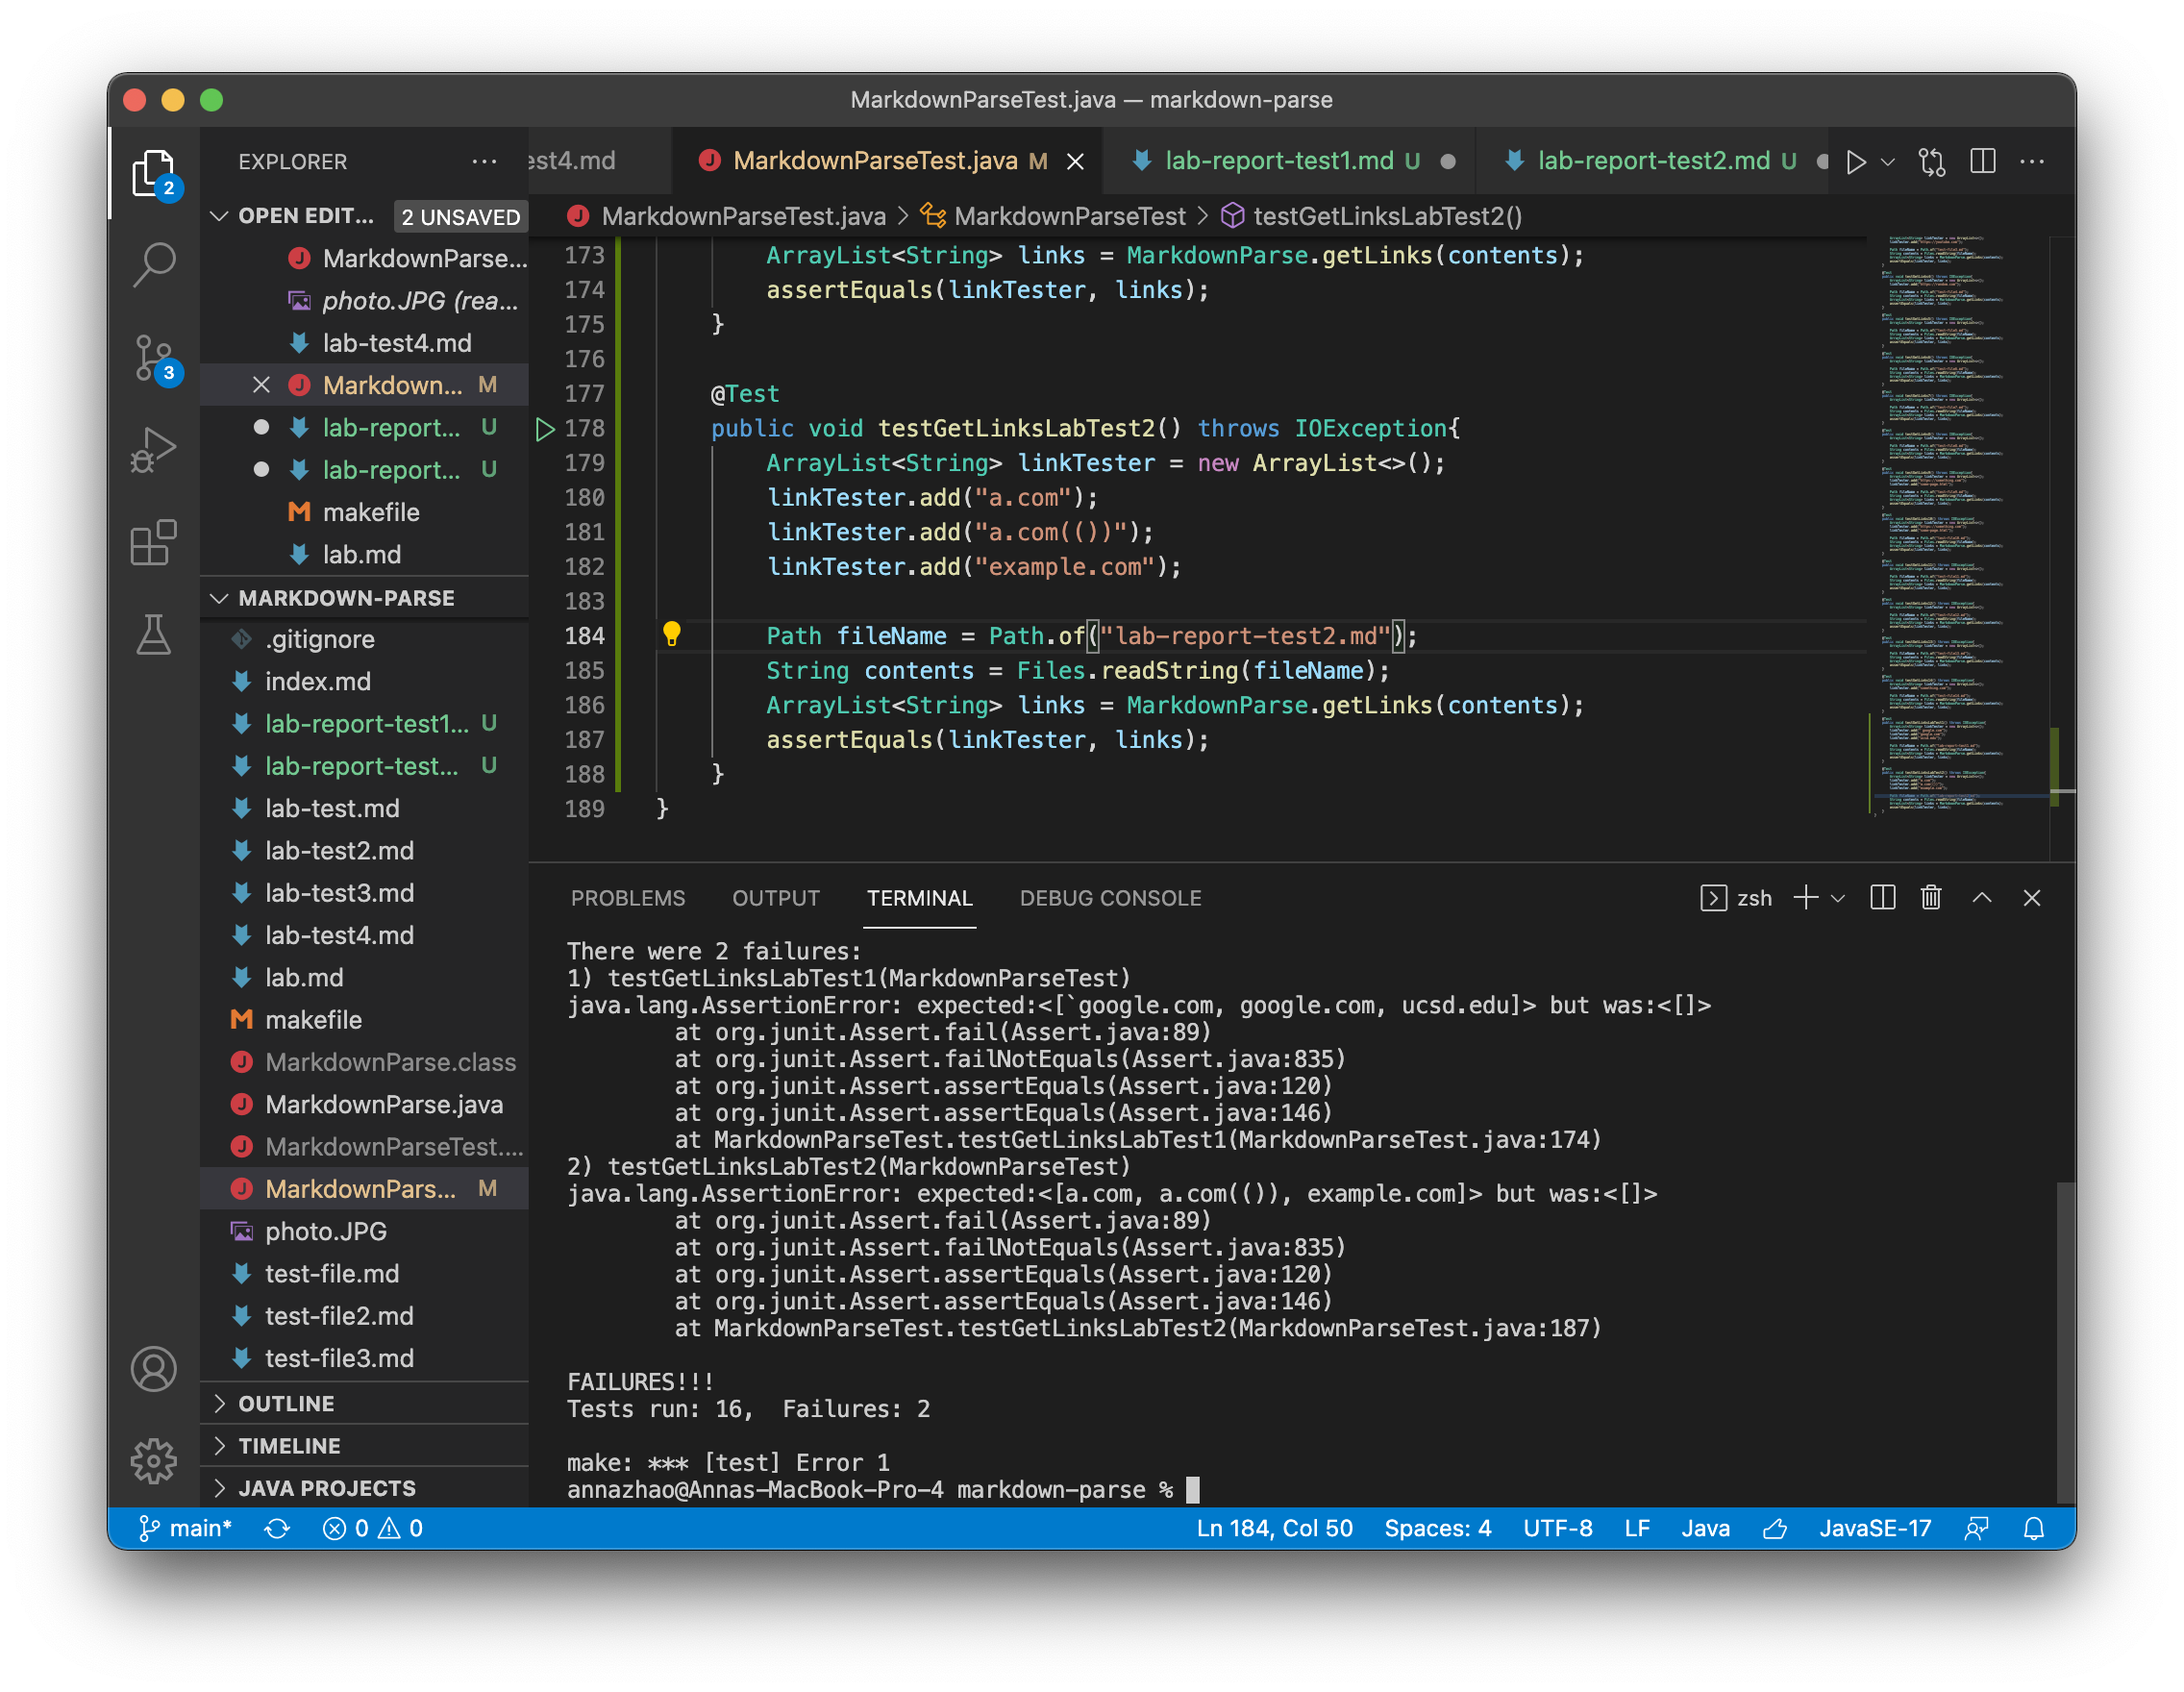 MarkdownParseTest.java — markdown-parse
EXPLORER
est4.md
MarkdownParseTest.java M
lab-report-test1.md U
lab-report-test2.md U
2
3
OPEN EDIT... 2 UNSAVED
MarkdownParse...
photo.JPG (rea...
lab-test4.md
Markdown... M
lab-report... U
lab-report... U
makefile
lab.md
MARKDOWN-PARSE
.gitignore
index.md
lab-report-test1... U
lab-report-test... U
lab-test.md
lab-test2.md
lab-test3.md
lab-test4.md
lab.md
makefile
MarkdownParse.class
MarkdownParse.java
MarkdownParseTest....
MarkdownPars... M
photo.JPG
test-file.md
test-file2.md
test-file3.md
OUTLINE
TIMELINE
JAVA PROJECTS
MarkdownParseTest.java > MarkdownParseTest > testGetLinksLabTest2()
173 ArrayList<String> links = MarkdownParse.getLinks(contents);
174 assertEquals(linkTester, links);
175 }
176
177 @Test
178 public void testGetLinksLabTest2() throws IOException{
179 ArrayList<String> linkTester = new ArrayList<>();
180 linkTester.add("a.com");
181 linkTester.add("a.com(())");
182 linkTester.add("example.com");
183
184 Path fileName = Path.of("lab-report-test2.md");
185 String contents = Files.readString(fileName);
186 ArrayList<String> links = MarkdownParse.getLinks(contents);
187 assertEquals(linkTester, links);
188 }
189 }
PROBLEMS OUTPUT TERMINAL DEBUG CONSOLE
zsh
There were 2 failures:
1) testGetLinksLabTest1(MarkdownParseTest)
java.lang.AssertionError: expected:<[`google.com, google.com, ucsd.edu]> but was:<[]>
at org.junit.Assert.fail(Assert.java:89)
at org.junit.Assert.failNotEquals(Assert.java:835)
at org.junit.Assert.assertEquals(Assert.java:120)
at org.junit.Assert.assertEquals(Assert.java:146)
at MarkdownParseTest.testGetLinksLabTest1(MarkdownParseTest.java:174)
2) testGetLinksLabTest2(MarkdownParseTest)
java.lang.AssertionError: expected:<[a.com, a.com(()), example.com]> but was:<[]>
at org.junit.Assert.fail(Assert.java:89)
at org.junit.Assert.failNotEquals(Assert.java:835)
at org.junit.Assert.assertEquals(Assert.java:120)
at org.junit.Assert.assertEquals(Assert.java:146)
at MarkdownParseTest.testGetLinksLabTest2(MarkdownParseTest.java:187)
FAILURES!!!
Tests run: 16,  Failures: 2
make: *** [test] Error 1
annazhao@Annas-MacBook-Pro-4 markdown-parse %
main* 0 0
Ln 184, Col 50 Spaces: 4 UTF-8 LF Java JavaSE-17